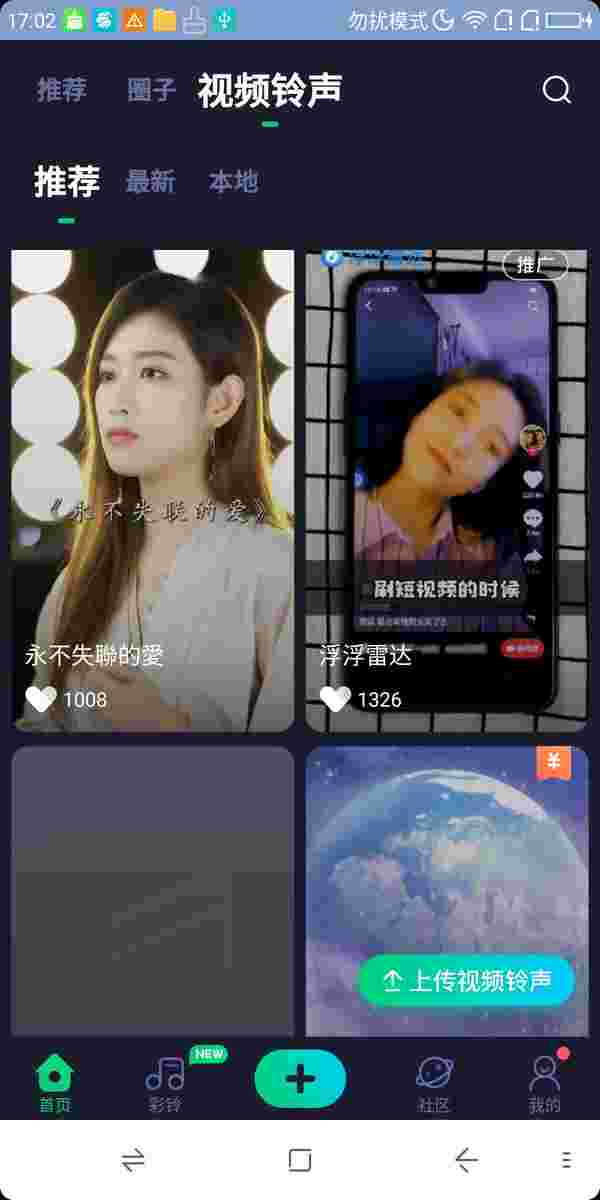 17:02
勿扰模式
推荐 圈子 视频铃声
推荐 最新 本地
推广
《永不失联的爱》
刷短视频的时候
永不失聯的愛
浮浮雷达
1008
1326
¥
上传视频铃声
NEW
首页
彩铃
社区
我的